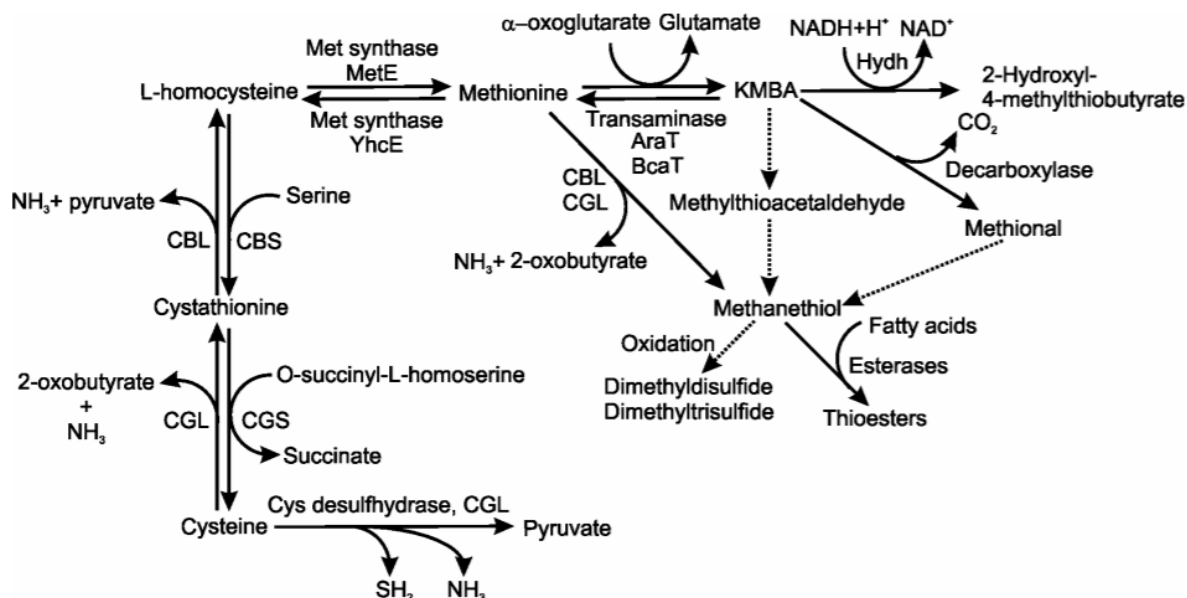 α-oxoglutarate Glutamate
NADH+H⁺ NAD⁺
Met synthase
MetE
Hydh
L-homocysteine
Methionine
KMBA
2-Hydroxyl-
4-methylthiobutyrate
Met synthase
YhcE
Transaminase
AraT
BcaT
CO₂
Decarboxylase
NH₃+ pyruvate
Serine
CBL
CGL
Methylthioacetaldehyde
Methional
CBL
CBS
NH₃+ 2-oxobutyrate
Cystathionine
Methanethiol
Fatty acids
Oxidation
Esterases
2-oxobutyrate
+
NH₃
O-succinyl-L-homoserine
Dimethyldisulfide
Dimethyltrisulfide
Thioesters
CGL
CGS
Succinate
Cys desulfhydrase, CGL
Cysteine
Pyruvate
SH₂
NH₃